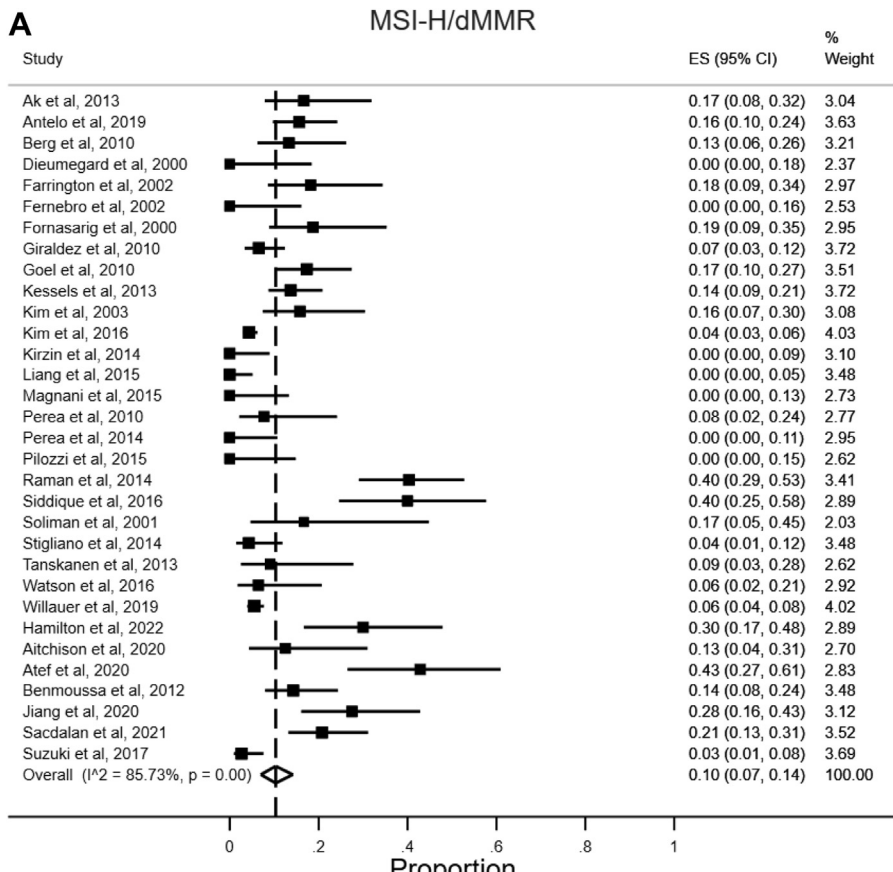 A
MSI-H/dMMR
%
Study ES (95% CI) Weight
Ak et al, 2013 0.17 (0.08, 0.32) 3.04
Antelo et al, 2019 0.16 (0.10, 0.24) 3.63
Berg et al, 2010 0.13 (0.06, 0.26) 3.21
Dieumegard et al, 2000 0.00 (0.00, 0.18) 2.37
Farrington et al, 2002 0.18 (0.09, 0.34) 2.97
Fernebro et al, 2002 0.00 (0.00, 0.16) 2.53
Fornasarig et al, 2000 0.19 (0.09, 0.35) 2.95
Giraldez et al, 2010 0.07 (0.03, 0.12) 3.72
Goel et al, 2010 0.17 (0.10, 0.27) 3.51
Kessels et al, 2013 0.14 (0.09, 0.21) 3.72
Kim et al, 2003 0.16 (0.07, 0.30) 3.08
Kim et al, 2016 0.04 (0.03, 0.06) 4.03
Kirzin et al, 2014 0.00 (0.00, 0.09) 3.10
Liang et al, 2015 0.00 (0.00, 0.05) 3.48
Magnani et al, 2015 0.00 (0.00, 0.13) 2.73
Perea et al, 2010 0.08 (0.02, 0.24) 2.77
Perea et al, 2014 0.00 (0.00, 0.11) 2.95
Pilozzi et al, 2015 0.00 (0.00, 0.15) 2.62
Raman et al, 2014 0.40 (0.29, 0.53) 3.41
Siddique et al, 2016 0.40 (0.25, 0.58) 2.89
Soliman et al, 2001 0.17 (0.05, 0.45) 2.03
Stigliano et al, 2014 0.04 (0.01, 0.12) 3.48
Tanskanen et al, 2013 0.09 (0.03, 0.28) 2.62
Watson et al, 2016 0.06 (0.02, 0.21) 2.92
Willauer et al, 2019 0.06 (0.04, 0.08) 4.02
Hamilton et al, 2022 0.30 (0.17, 0.48) 2.89
Aitchison et al, 2020 0.13 (0.04, 0.31) 2.70
Atef et al, 2020 0.43 (0.27, 0.61) 2.83
Benmoussa et al, 2012 0.14 (0.08, 0.24) 3.48
Jiang et al, 2020 0.28 (0.16, 0.43) 3.12
Sacdalan et al, 2021 0.21 (0.13, 0.31) 3.52
Suzuki et al, 2017 0.03 (0.01, 0.08) 3.69
Overall (I^2 = 85.73%, p = 0.00) 0.10 (0.07, 0.14) 100.00
0 .2 .4 .6 .8 1
Proportion